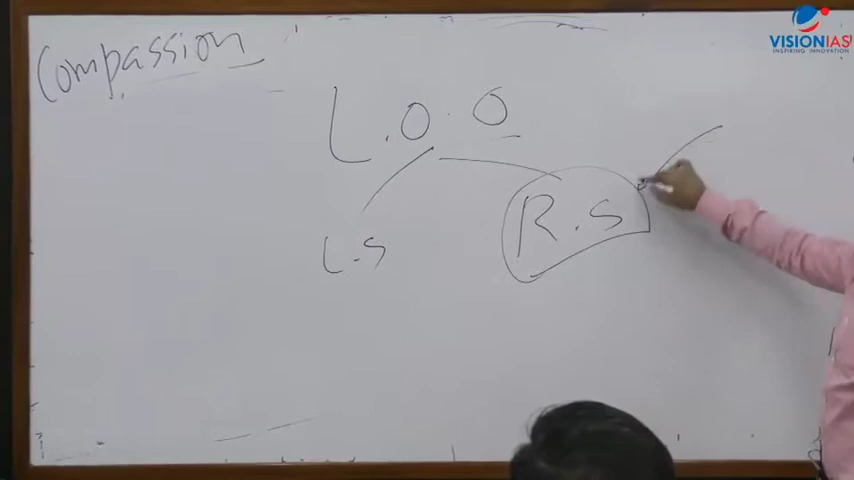 Compassion
VISIONIAS
INSPIRING INNOVATION
L.O.O
L.S
R.S